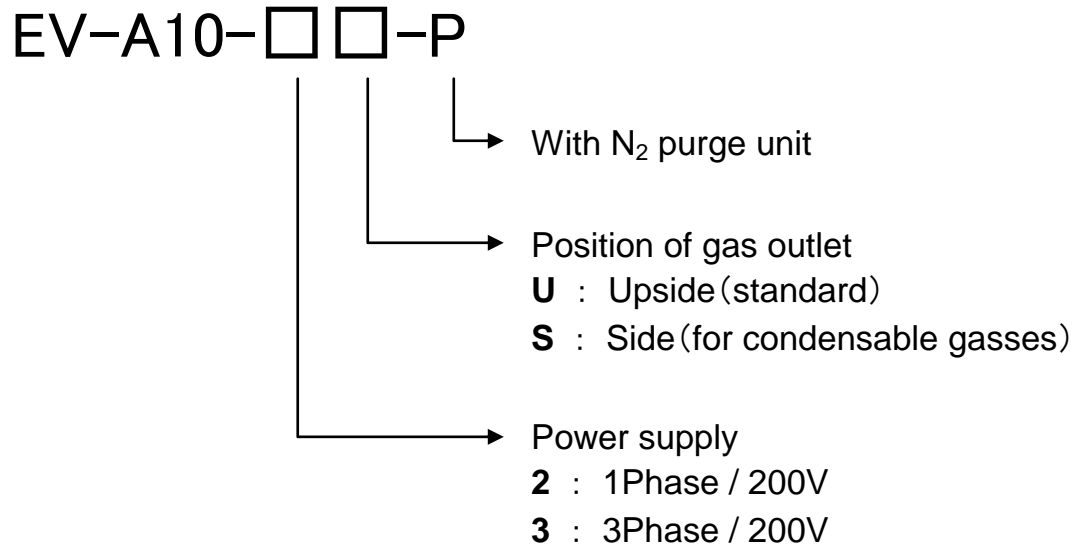 EV-A10-□ □-P
With N₂ purge unit
Position of gas outlet
U : Upside（standard）
S : Side（for condensable gasses）
Power supply
2 : 1Phase / 200V
3 : 3Phase / 200V